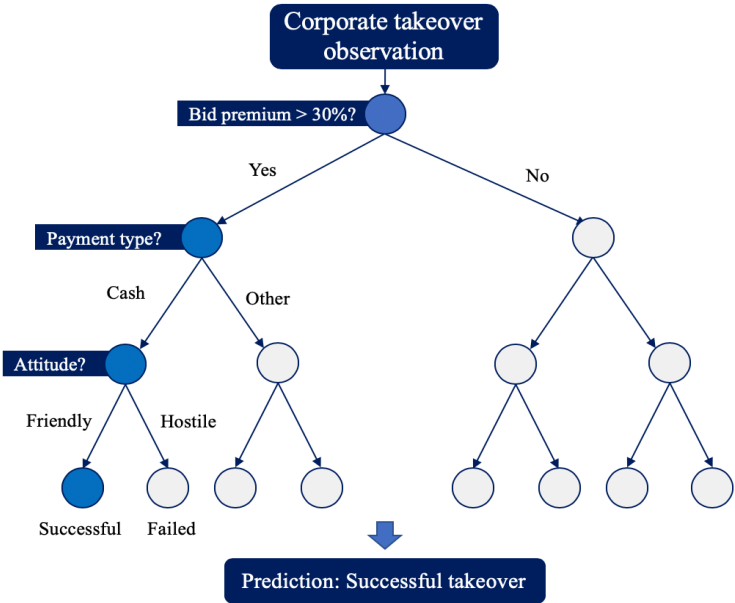 Corporate takeover
observation
Bid premium > 30%?
Yes
No
Payment type?
Cash
Other
Attitude?
Friendly
Hostile
Successful
Failed
Prediction: Successful takeover